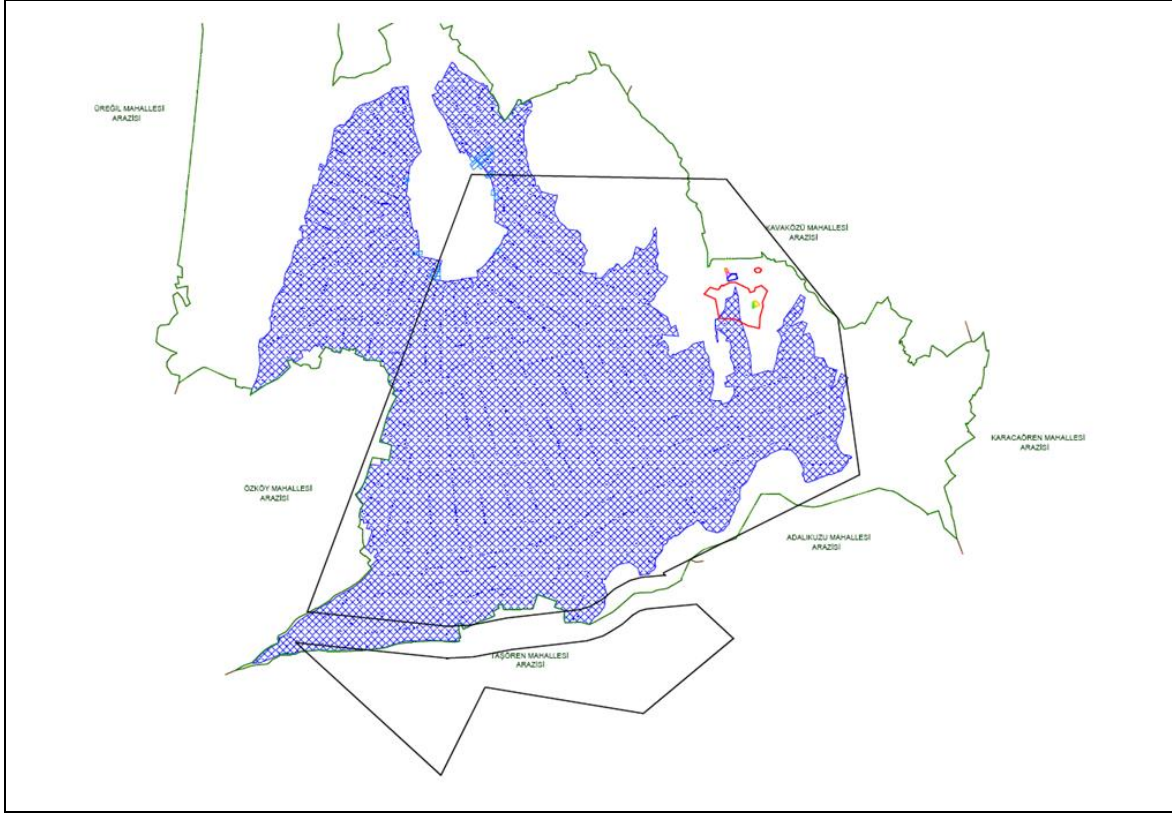 ÜREĞİL MAHALLESİ
ARAZİSİ
KAVAKÖZÜ MAHALLESİ
ARAZİSİ
KARACAÖREN MAHALLESİ
ARAZİSİ
ÖZKÖY MAHALLESİ
ARAZİSİ
ADALIKUZU MAHALLESİ
ARAZİSİ
TAŞÖREN MAHALLESİ
ARAZİSİ